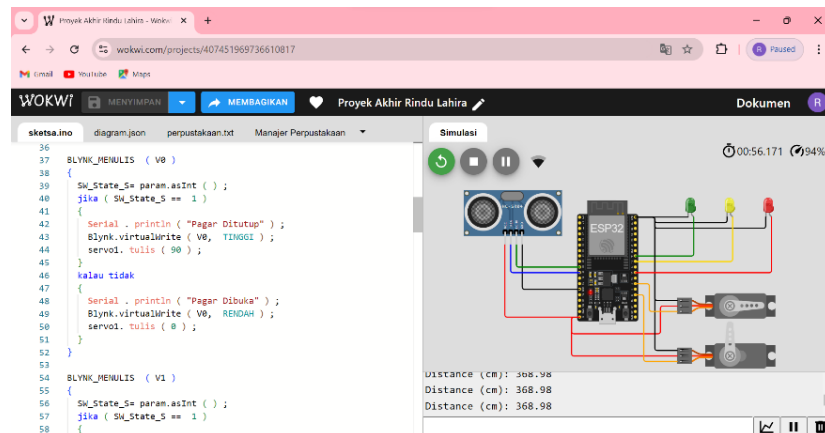 Proyek Akhir Rindu Lahira - Wokwi
wokwi.com/projects/407451969736610817
Paused
Gmail YouTube Maps
WOKWI MENYIMPAN MEMBAGIKAN Proyek Akhir Rindu Lahira Dokumen R
sketsa.ino diagram.json perpustakaan.txt Manajer Perpustakaan Simulasi
00:56.171 94%
36
37 BLYNK_MENULIS ( V0 )
38 {
39 SW_State_S= param.asInt ( ) ;
40 jika ( SW_State_S == 1 )
41 {
42 Serial . println ( "Pagar Ditutup" ) ;
43 Blynk.virtualWrite ( V0, TINGGI ) ;
44 servo1. tulis ( 90 ) ;
45 }
46 kalau tidak
47 {
48 Serial . println ( "Pagar Dibuka" ) ;
49 Blynk.virtualWrite ( V0, RENDAH ) ;
50 servo1. tulis ( 0 ) ;
51 }
52 }
53
54 BLYNK_MENULIS ( V1 )
55 {
56 SW_State_S= param.asInt ( ) ;
57 jika ( SW_State_S == 1 )
58 {
HC-SR04
ESP32
Distance (cm): 368.98
Distance (cm): 368.98
Distance (cm): 368.98